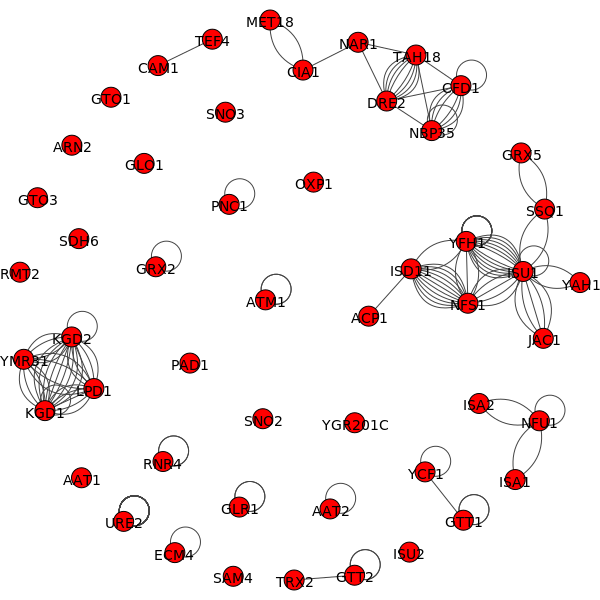 MET18
TEF4
NAR1
TAH18
CAM1
CIA1
CFD1
GTO1
DRE2
SNO3
NBP35
ARN2
GLO1
GRX5
OXP1
GTO3
PNC1
SSQ1
SDH6
YFH1
RMT2
GRX2
ISD11
ISU1
YAH1
ATM1
NFS1
ACP1
KGD2
JAC1
YMR31
PAD1
LPD1
ISA2
KGD1
SNO2
YGR201C
NFU1
RNR4
YCF1
AAT1
ISA1
GLR1
AAT2
URE2
GTT1
ECM4
ISU2
SAM4
TRX2
GTT2